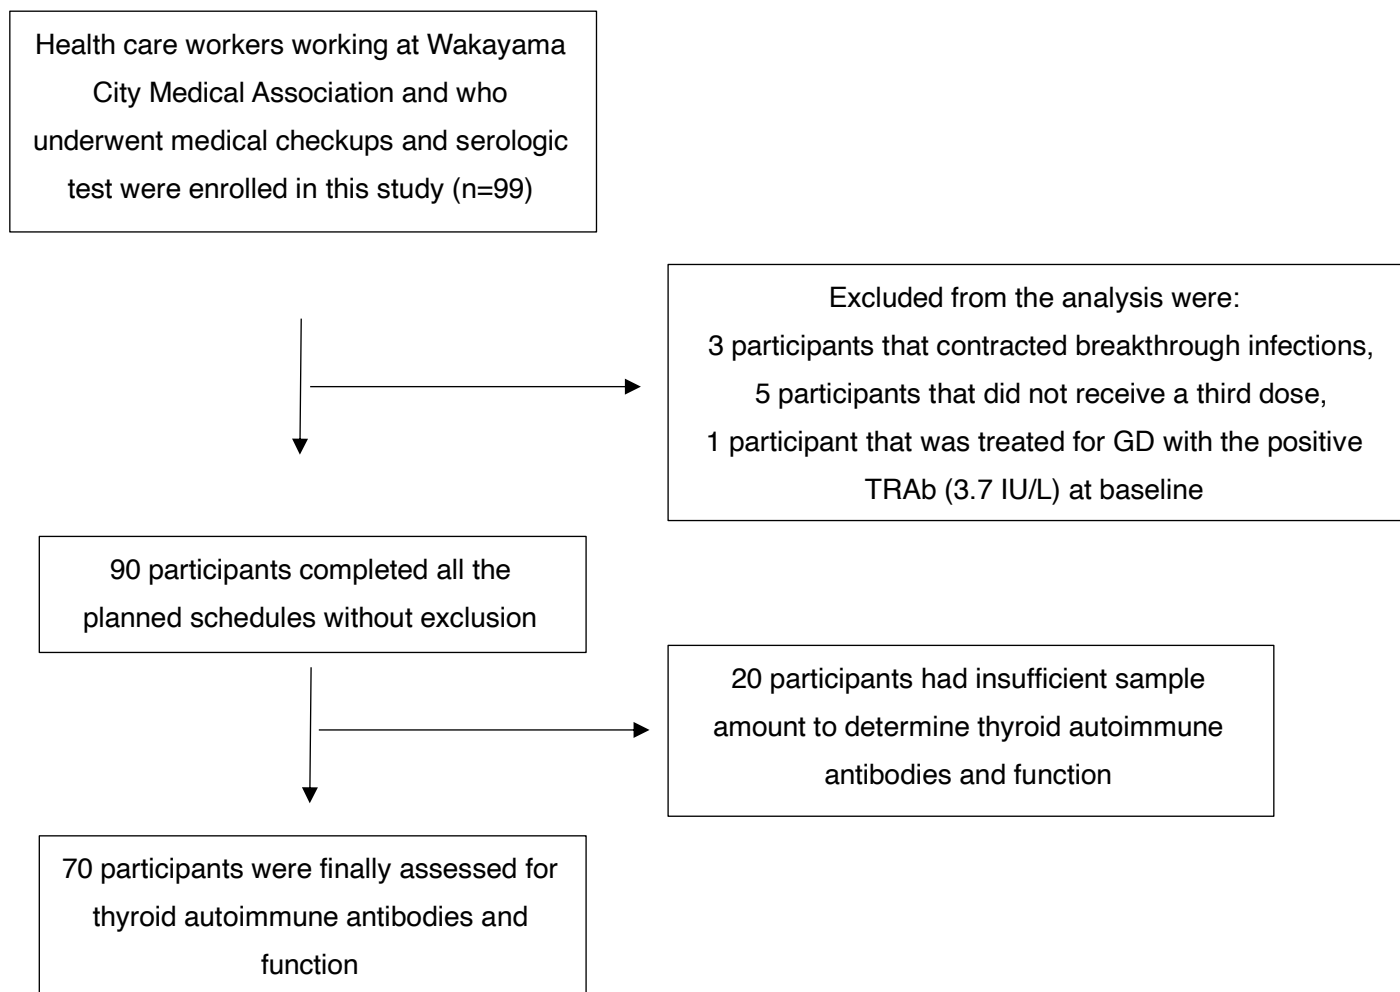 Health care workers working at Wakayama
City Medical Association and who
underwent medical checkups and serologic
test were enrolled in this study (n=99)
Excluded from the analysis were:
3 participants that contracted breakthrough infections,
5 participants that did not receive a third dose,
1 participant that was treated for GD with the positive
TRAb (3.7 IU/L) at baseline
90 participants completed all the
planned schedules without exclusion
20 participants had insufficient sample
amount to determine thyroid autoimmune
antibodies and function
70 participants were finally assessed for
thyroid autoimmune antibodies and
function